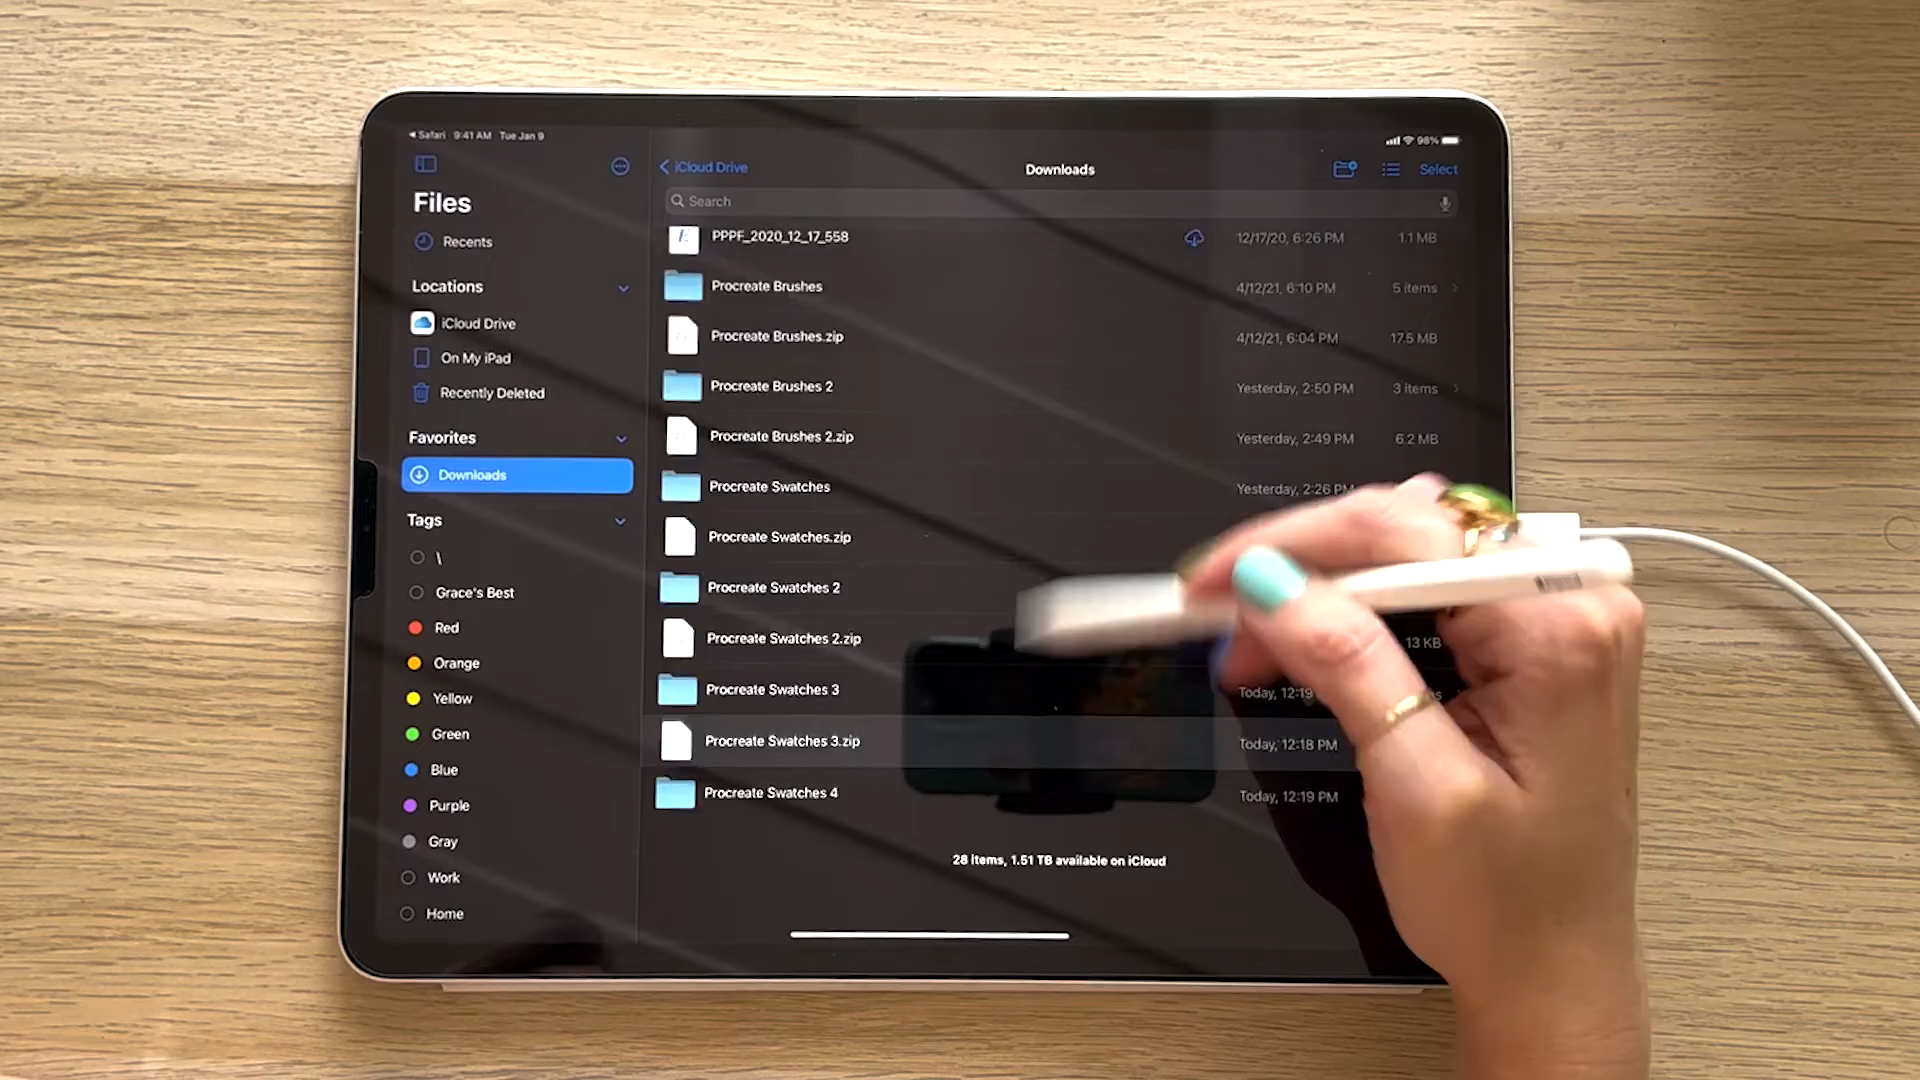 Safari 9:41 AM Tue Jan 9
98%
Files
Recents
Locations
iCloud Drive
On My iPad
Recently Deleted
Favorites
Downloads
Tags
\
Grace's Best
Red
Orange
Yellow
Green
Blue
Purple
Gray
Work
Home
iCloud Drive
Downloads
Select
Search
PPPF_2020_12_17_558 12/17/20, 6:26 PM 1.1 MB
Procreate Brushes 4/12/21, 6:10 PM 5 items
Procreate Brushes.zip 4/12/21, 6:04 PM 17.5 MB
Procreate Brushes 2 Yesterday, 2:50 PM 3 items
Procreate Brushes 2.zip Yesterday, 2:49 PM 6.2 MB
Procreate Swatches Yesterday, 2:26 PM
Procreate Swatches.zip
Procreate Swatches 2
Procreate Swatches 2.zip 13 KB
Procreate Swatches 3 Today, 12:19
Procreate Swatches 3.zip Today, 12:18 PM
Procreate Swatches 4 Today, 12:19 PM
28 items, 1.51 TB available on iCloud